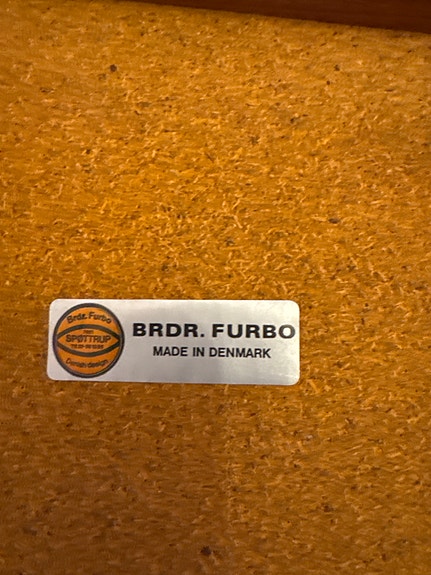 Brdr. Furbo
SPØTTRUP
Danish design
BRDR. FURBO
MADE IN DENMARK